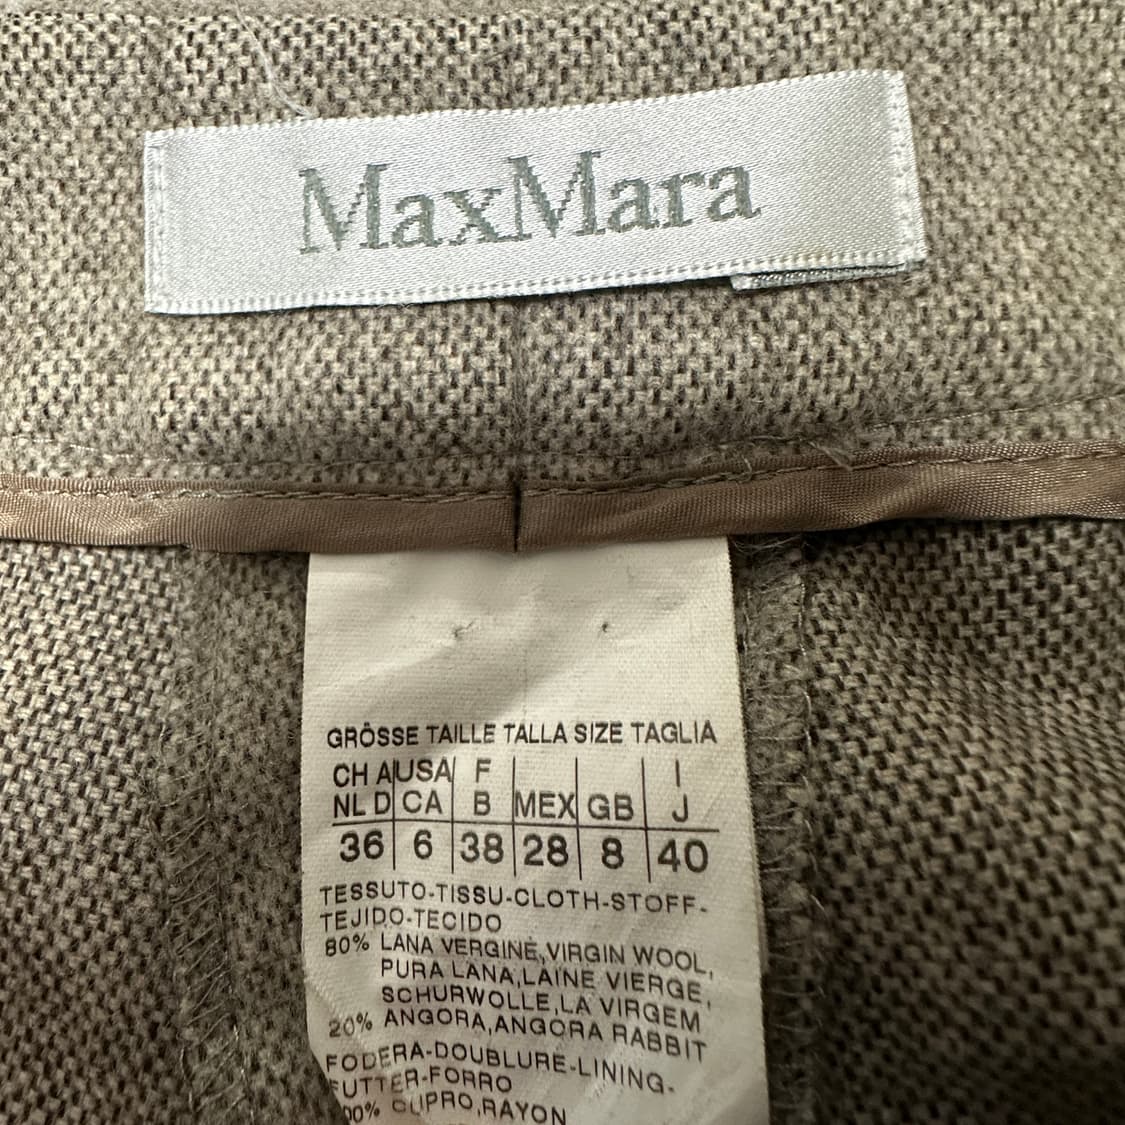 MaxMara
GRÖSSE TAILLE TALLA SIZE TAGLIA
CH A USA F I
NL D CA B MEX GB J
36 6 38 28 8 40
TESSUTO-TISSU-CLOTH-STOFF-
TEJIDO-TECIDO
80% LANA VERGINE,VIRGIN WOOL,
PURA LANA,LAINE VIERGE,
SCHURWOLLE,LA VIRGEM
20% ANGORA,ANGORA RABBIT
FODERA-DOUBLURE-LINING-
FUTTER-FORRO
00% CUPRO,RAYON